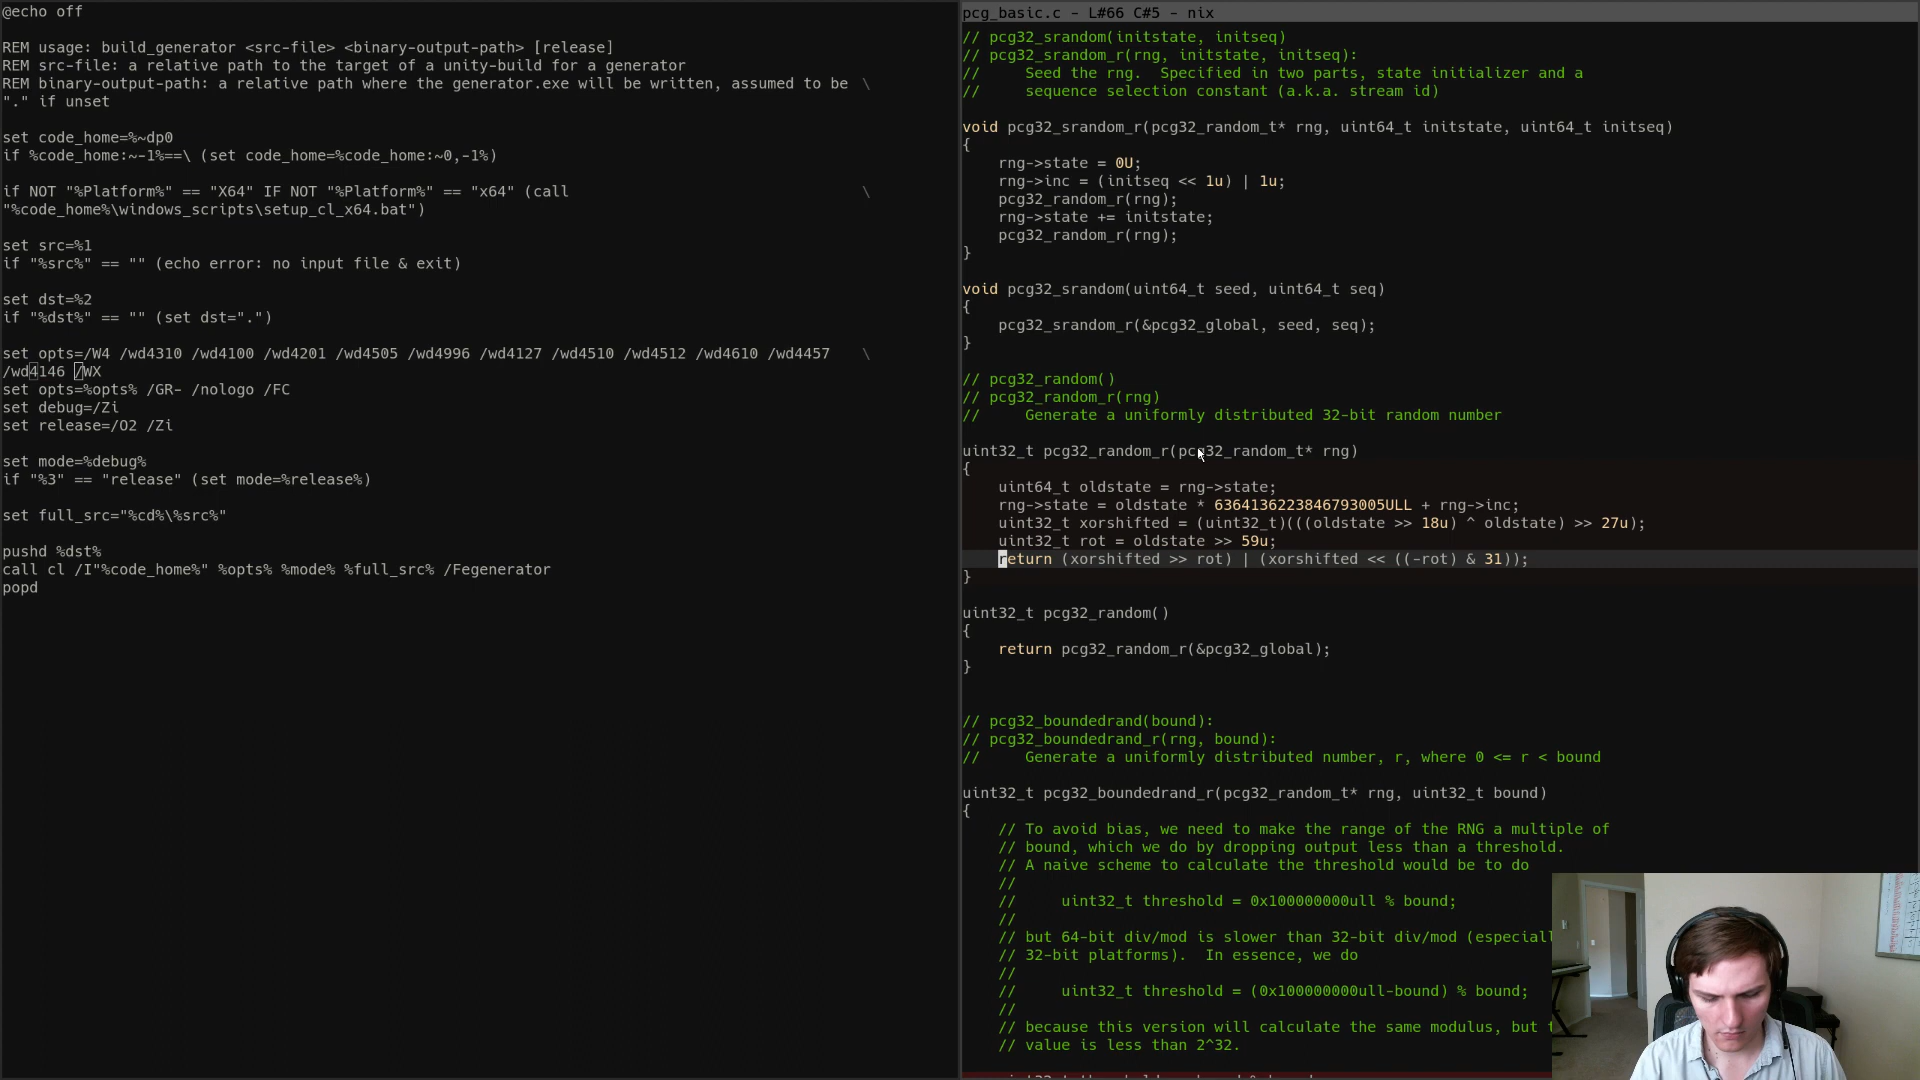 @echo off
REM usage: build_generator <src-file> <binary-output-path> [release]
REM src-file: a relative path to the target of a unity-build for a generator
REM binary-output-path: a relative path where the generator.exe will be written, assumed to be \
"." if unset
set code_home=%~dp0
if %code_home:~-1%==\ (set code_home=%code_home:~0,-1%)
if NOT "%Platform%" == "X64" IF NOT "%Platform%" == "x64" (call \
"%code_home%\windows_scripts\setup_cl_x64.bat")
set src=%1
if "%src%" == "" (echo error: no input file & exit)
set dst=%2
if "%dst%" == "" (set dst=".")
set opts=/W4 /wd4310 /wd4100 /wd4201 /wd4505 /wd4996 /wd4127 /wd4510 /wd4512 /wd4610 /wd4457 \
/wd4146 /WX
set opts=%opts% /GR- /nologo /FC
set debug=/Zi
set release=/O2 /Zi
set mode=%debug%
if "%3" == "release" (set mode=%release%)
set full_src="%cd%\%src%"
pushd %dst%
call cl /I"%code_home%" %opts% %mode% %full_src% /Fegenerator
popd
pcg_basic.c - L#66 C#5 - nix
// pcg32_srandom(initstate, initseq)
// pcg32_srandom_r(rng, initstate, initseq):
//     Seed the rng.  Specified in two parts, state initializer and a
//     sequence selection constant (a.k.a. stream id)
void pcg32_srandom_r(pcg32_random_t* rng, uint64_t initstate, uint64_t initseq)
{
    rng->state = 0U;
    rng->inc = (initseq << 1u) | 1u;
    pcg32_random_r(rng);
    rng->state += initstate;
    pcg32_random_r(rng);
}
void pcg32_srandom(uint64_t seed, uint64_t seq)
{
    pcg32_srandom_r(&pcg32_global, seed, seq);
}
// pcg32_random()
// pcg32_random_r(rng)
//     Generate a uniformly distributed 32-bit random number
uint32_t pcg32_random_r(pcg32_random_t* rng)
{
    uint64_t oldstate = rng->state;
    rng->state = oldstate * 6364136223846793005ULL + rng->inc;
    uint32_t xorshifted = (uint32_t)(((oldstate >> 18u) ^ oldstate) >> 27u);
    uint32_t rot = oldstate >> 59u;
    return (xorshifted >> rot) | (xorshifted << ((-rot) & 31));
}
uint32_t pcg32_random()
{
    return pcg32_random_r(&pcg32_global);
}
// pcg32_boundedrand(bound):
// pcg32_boundedrand_r(rng, bound):
//     Generate a uniformly distributed number, r, where 0 <= r < bound
uint32_t pcg32_boundedrand_r(pcg32_random_t* rng, uint32_t bound)
{
    // To avoid bias, we need to make the range of the RNG a multiple of
    // bound, which we do by dropping output less than a threshold.
    // A naive scheme to calculate the threshold would be to do
    //
    //     uint32_t threshold = 0x100000000ull % bound;
    //
    // but 64-bit div/mod is slower than 32-bit div/mod (especiall
    // 32-bit platforms).  In essence, we do
    //
    //     uint32_t threshold = (0x100000000ull-bound) % bound;
    //
    // because this version will calculate the same modulus, but
    // value is less than 2^32.